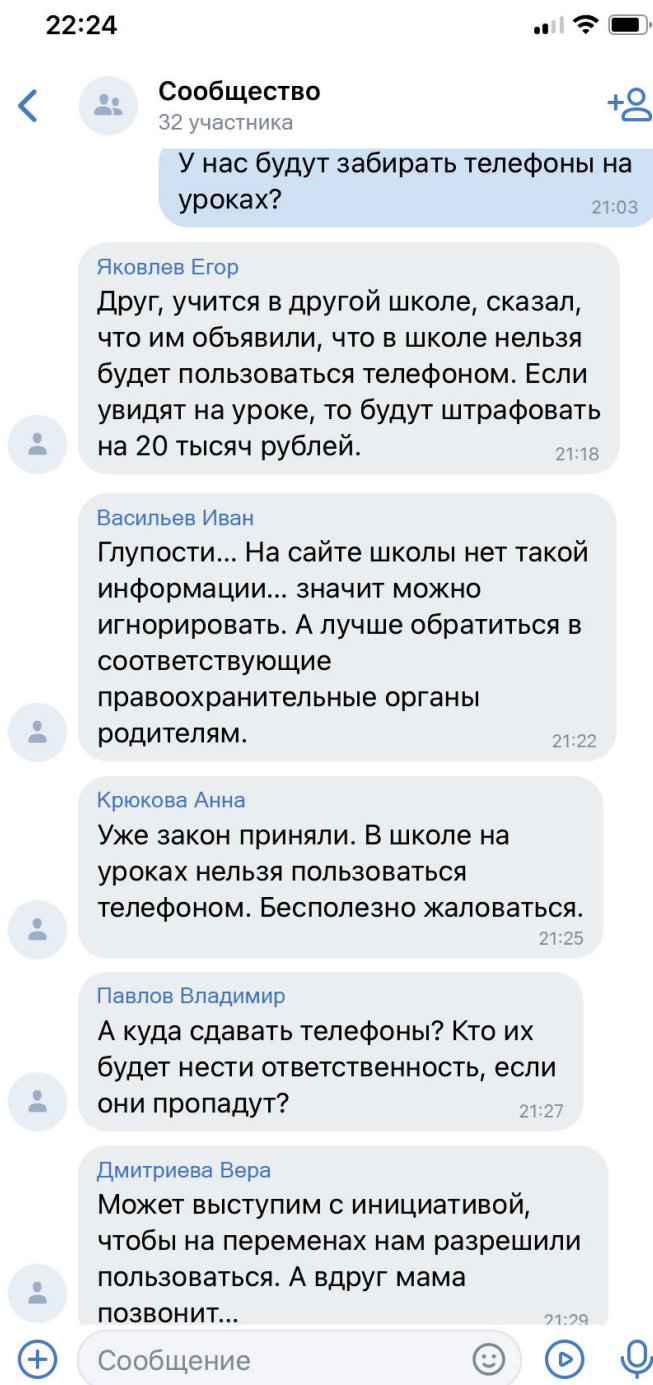 22:24
Сообщество
32 участника
У нас будут забирать телефоны на
уроках?
21:03
Яковлев Егор
Друг, учится в другой школе, сказал,
что им объявили, что в школе нельзя
будет пользоваться телефоном. Если
увидят на уроке, то будут штрафовать
на 20 тысяч рублей.
21:18
Васильев Иван
Глупости... На сайте школы нет такой
информации... значит можно
игнорировать. А лучше обратиться в
соответствующие
правоохранительные органы
родителям.
21:22
Крюкова Анна
Уже закон приняли. В школе на
уроках нельзя пользоваться
телефоном. Бесполезно жаловаться.
21:25
Павлов Владимир
А куда сдавать телефоны? Кто их
будет нести ответственность, если
они пропадут?
21:27
Дмитриева Вера
Может выступим с инициативой,
чтобы на переменах нам разрешили
пользоваться. А вдруг мама
позвонит...
21:29
Сообщение